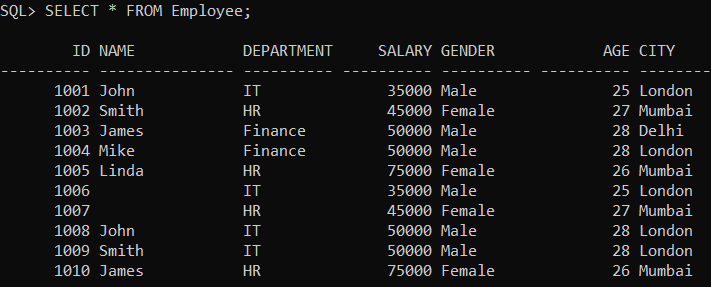 SQL> SELECT * FROM Employee;
        ID NAME            DEPARTMENT     SALARY GENDER            AGE CITY
---------- --------------- ---------- ---------- ---------- ---------- --------
      1001 John            IT              35000 Male               25 London
      1002 Smith           HR              45000 Female             27 Mumbai
      1003 James           Finance         50000 Male               28 Delhi
      1004 Mike            Finance         50000 Male               28 London
      1005 Linda           HR              75000 Female             26 Mumbai
      1006                 IT              35000 Male               25 London
      1007                 HR              45000 Female             27 Mumbai
      1008 John            IT              50000 Male               28 London
      1009 Smith           IT              50000 Male               28 London
      1010 James           HR              75000 Female             26 Mumbai